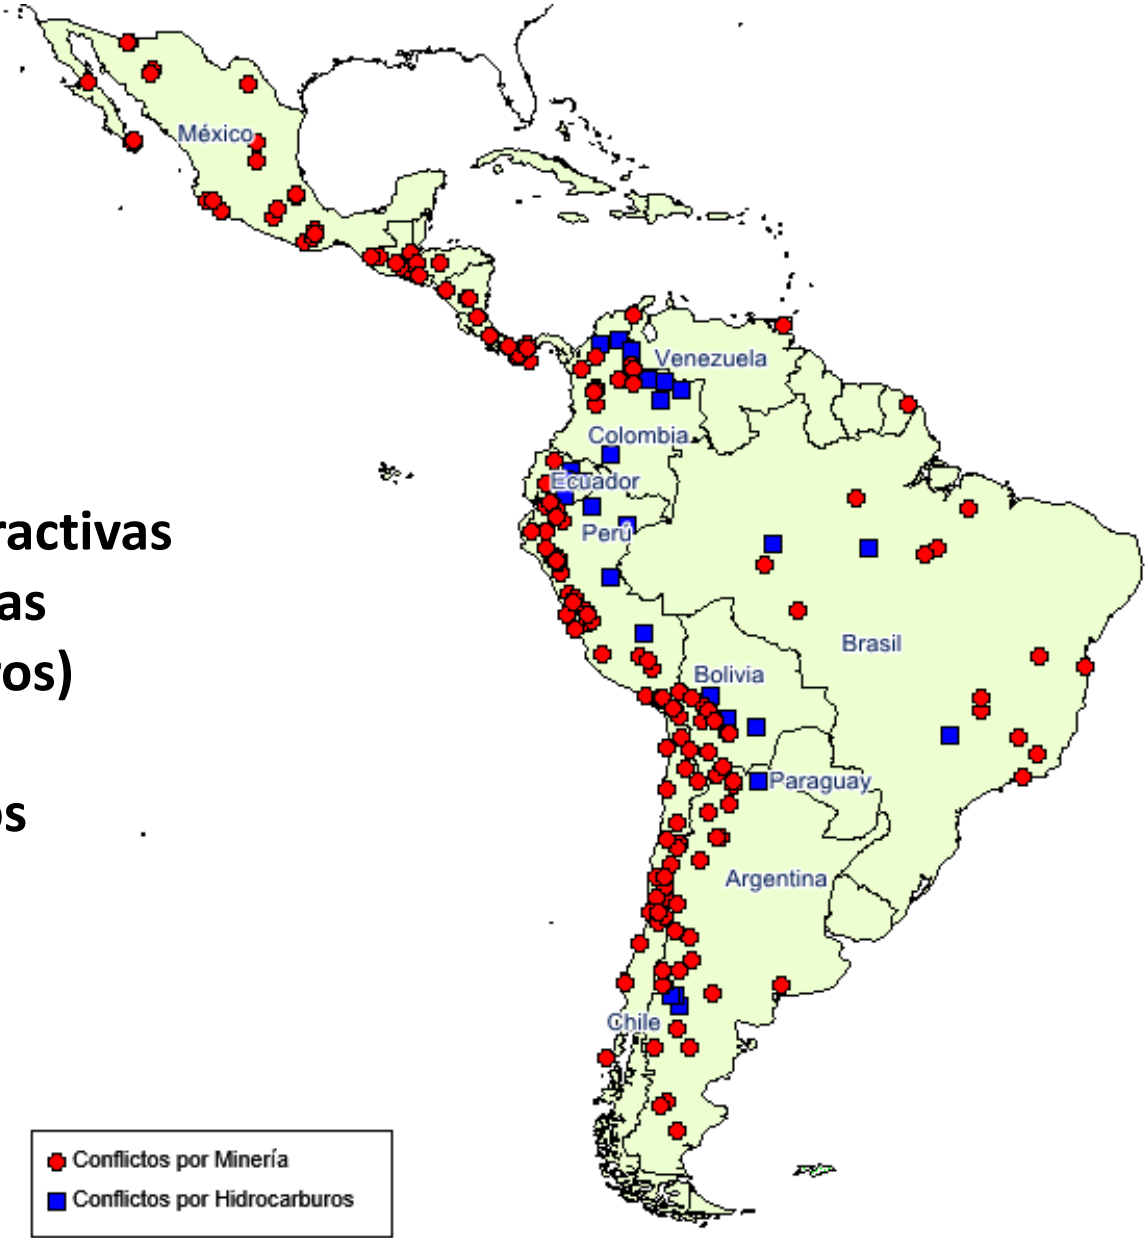 México
Venezuela
Colombia
Ecuador
ractivas
Perú
as
Brasil
ros)
Bolivia
Paraguay
os
Argentina
Chile
Conflictos por Minería
Conflictos por Hidrocarburos